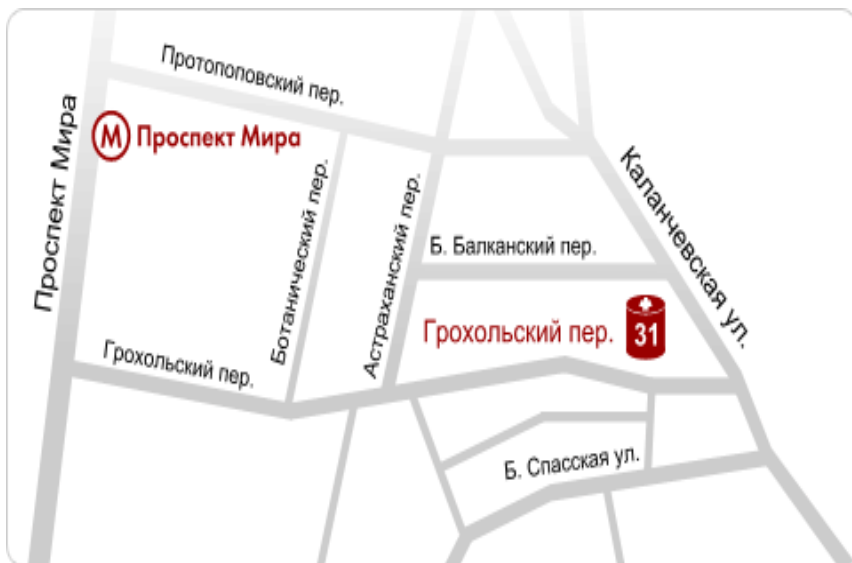 Протопоповский пер.
М Проспект Мира
Проспект Мира
Ботанический пер.
Астраханский пер.
Каланчевская ул.
Б. Балканский пер.
Грохольский пер. 31
Грохольский пер.
Б. Спасская ул.